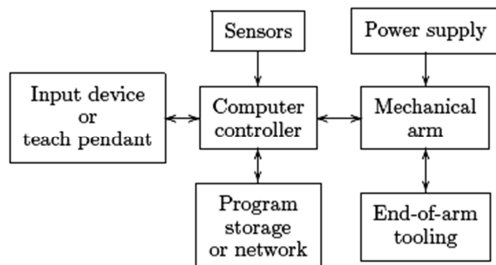 Sensors
Power supply
Input device
or
teach pendant
Computer
controller
Mechanical
arm
Program
storage
or network
End-of-arm
tooling